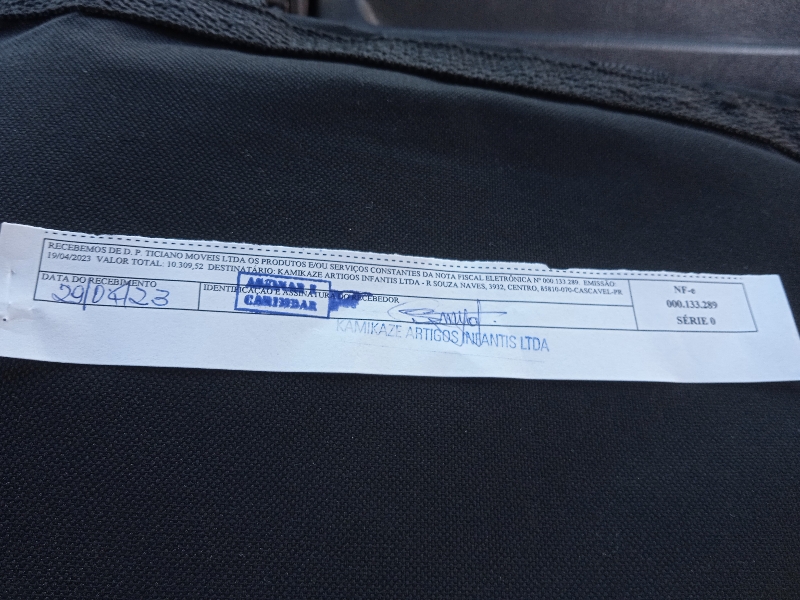 RECEBEMOS DE D. P. TICIANO MOVEIS LTDA OS PRODUTOS E/OU SERVIÇOS CONSTANTES DA NOTA FISCAL ELETRÔNICA Nº 000.133.289 EMISSÃO:
19/04/2023 VALOR TOTAL: 10.309,52 DESTINATÁRIO: KAMIKAZE ARTIGOS INFANTIS LTDA - R SOUZA NAVES, 3932, CENTRO, 85810-070-CASCAVEL-PR
DATA DO RECEBIMENTO
29/04/23
IDENTIFICAÇÃO E ASSINATURA DO RECEBEDOR
CARIMBAR
KAMIKAZE ARTIGOS INFANTIS LTDA
NF-e
000.133.289
SÉRIE 0